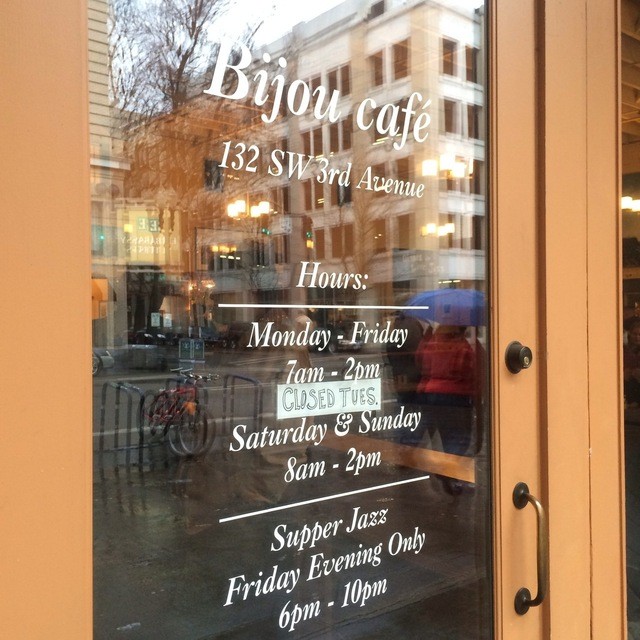 Bijou café
132 SW 3rd Avenue
Hours:
Monday - Friday
7am - 2pm
CLOSED TUES.
Saturday & Sunday
8am - 2pm
Supper Jazz
Friday Evening Only
6pm - 10pm